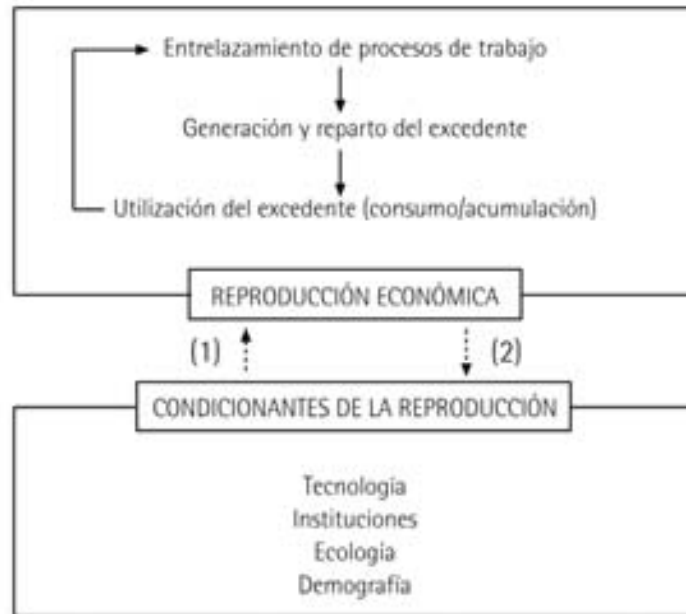 Entrelazamiento de procesos de trabajo
Generación y reparto del excedente
Utilización del excedente (consumo/acumulación)
REPRODUCCIÓN ECONÓMICA
(1) (2)
CONDICIONANTES DE LA REPRODUCCIÓN
Tecnología
Instituciones
Ecología
Demografía